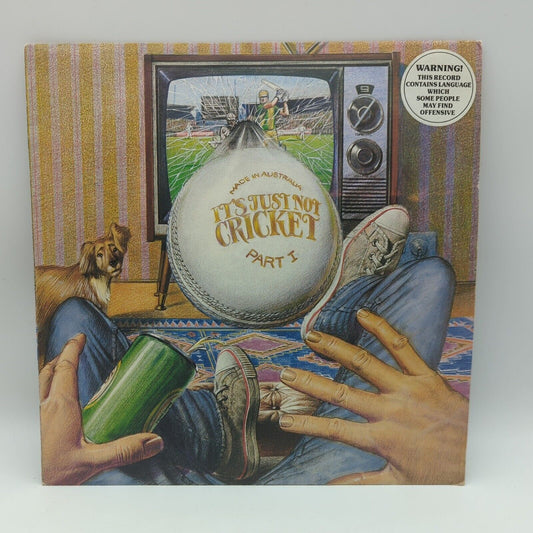 WARNING!
THIS RECORD
CONTAINS LANGUAGE
WHICH
SOME PEOPLE
MAY FIND
OFFENSIVE
9
MADE IN AUSTRALIA
IT'S JUST NOT
CRICKET
PART I